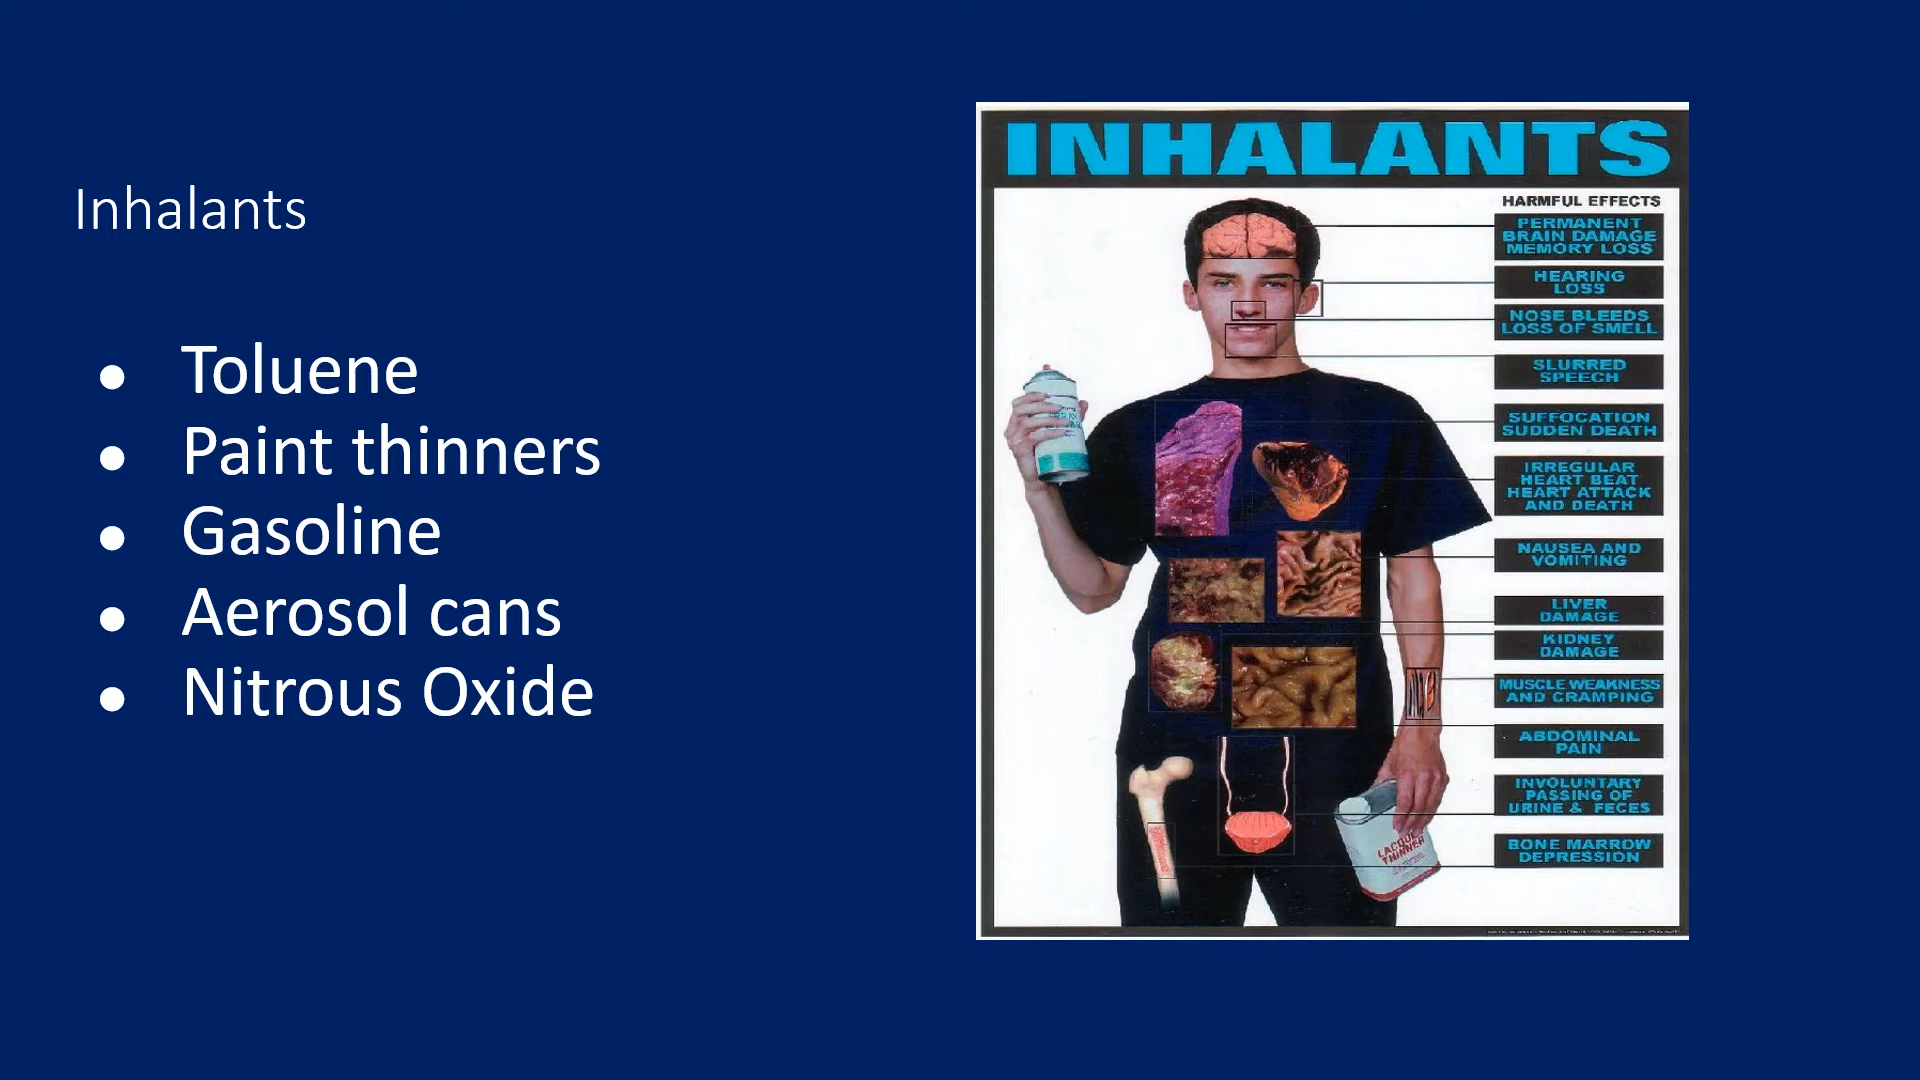 Inhalants
Toluene
Paint thinners
Gasoline
Aerosol cans
Nitrous Oxide
INHALANTS
HARMFUL EFFECTS
PERMANENT
BRAIN DAMAGE
MEMORY LOSS
HEARING
LOSS
NOSE BLEEDS
LOSS OF SMELL
SLURRED
SPEECH
SUFFOCATION
SUDDEN DEATH
IRREGULAR
HEART BEAT
HEART ATTACK
AND DEATH
NAUSEA AND
VOMITING
LIVER
DAMAGE
KIDNEY
DAMAGE
MUSCLE WEAKNESS
AND CRAMPING
ABDOMINAL
PAIN
INVOLUNTARY
PASSING OF
URINE & FECES
BONE MARROW
DEPRESSION
THINNER